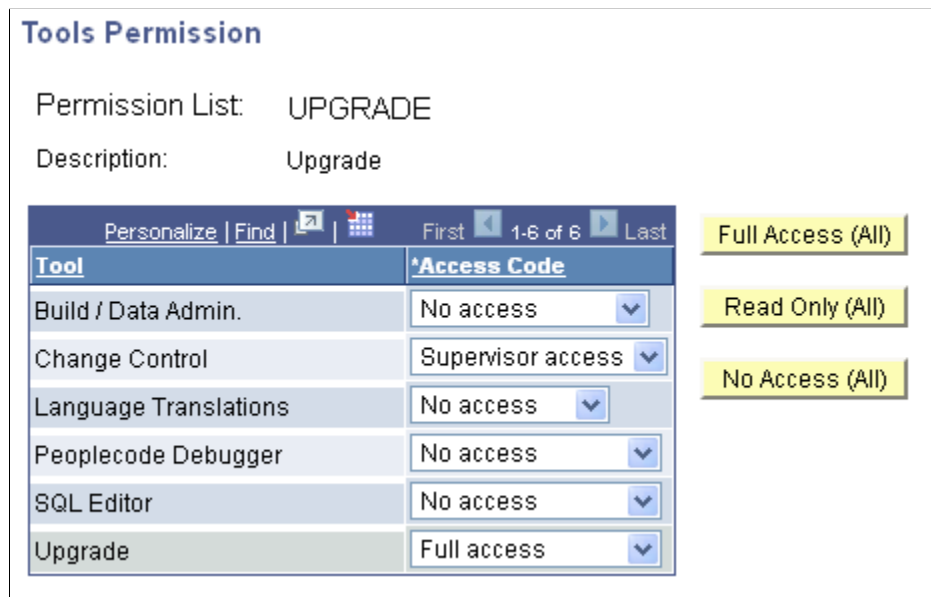 Tools Permission
Permission List: UPGRADE
Description: Upgrade
Personalize | Find | | First 1-6 of 6 Last
Tool *Access Code
Build / Data Admin. No access
Change Control Supervisor access
Language Translations No access
Peoplecode Debugger No access
SQL Editor No access
Upgrade Full access
Full Access (All)
Read Only (All)
No Access (All)